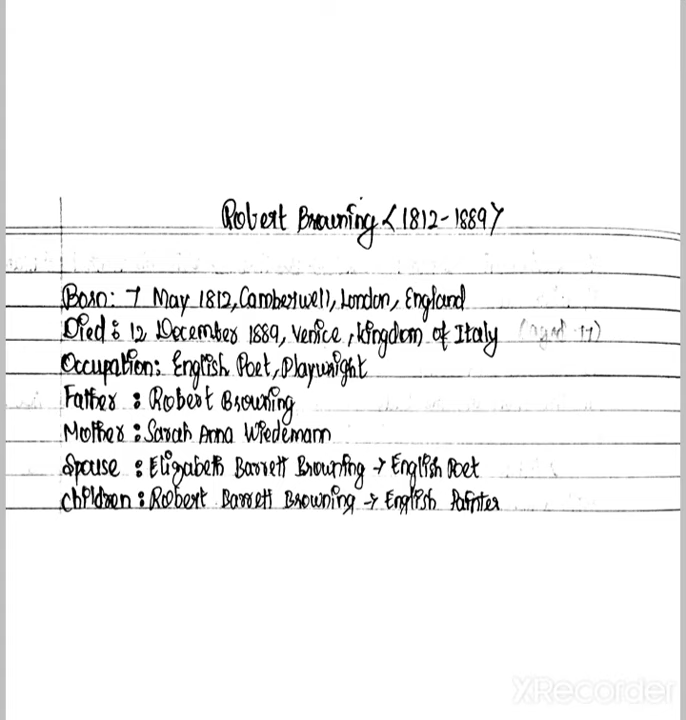 Robert Browning < 1812-1889 >
Born: 7 May 1812, Camberwell, London, England
Died : 12 December 1889, Venice, kingdom of Italy (aged 77)
Occupation: English Poet, Playwright
Father : Robert Browning
Mother : Sarah Anna Wiedemann
Spouse : Elizabeth Barrett Browning → English Poet
Children : Robert Barrett Browning → English Painter
XRecorder